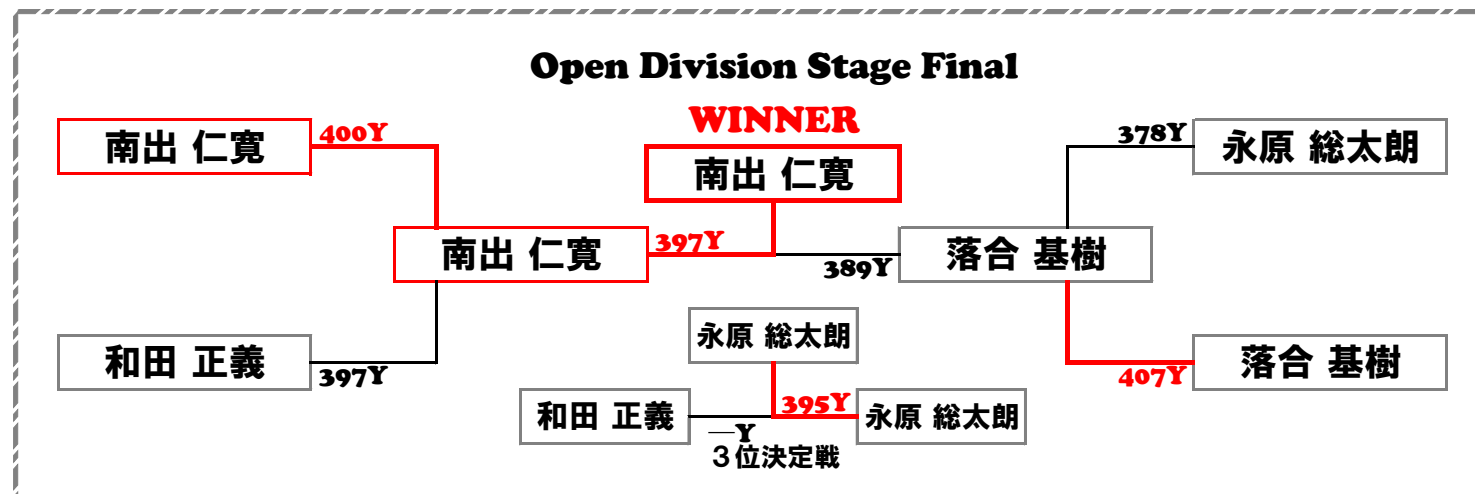 Open Division Stage Final
WINNER
南出 仁寛
400Y
南出 仁寛
378Y
永原 総太朗
南出 仁寛
397Y
389Y
落合 基樹
和田 正義
397Y
永原 総太朗
407Y
落合 基樹
和田 正義
—Y
395Y
永原 総太朗
3位決定戦